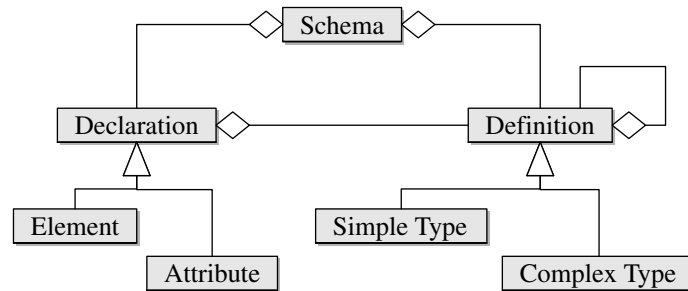 Schema
Declaration
Definition
Element
Simple Type
Attribute
Complex Type